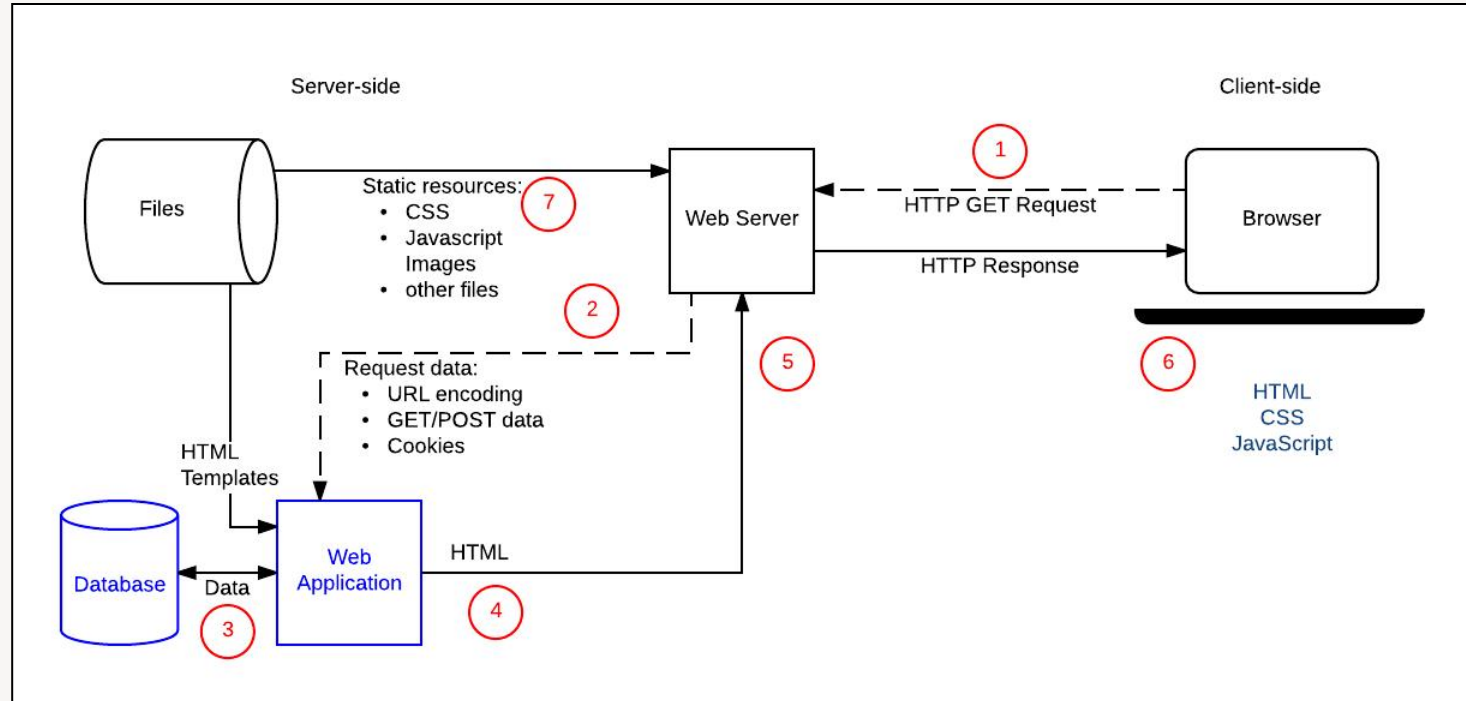 Server-side
Client-side
1
Files
Static resources:
7
• CSS
• Javascript
Images
• other files
Web Server
HTTP GET Request
HTTP Response
Browser
2
5
6
Request data:
• URL encoding
• GET/POST data
• Cookies
HTML
CSS
JavaScript
HTML
Templates
Database
Data
3
Web
Application
HTML
4